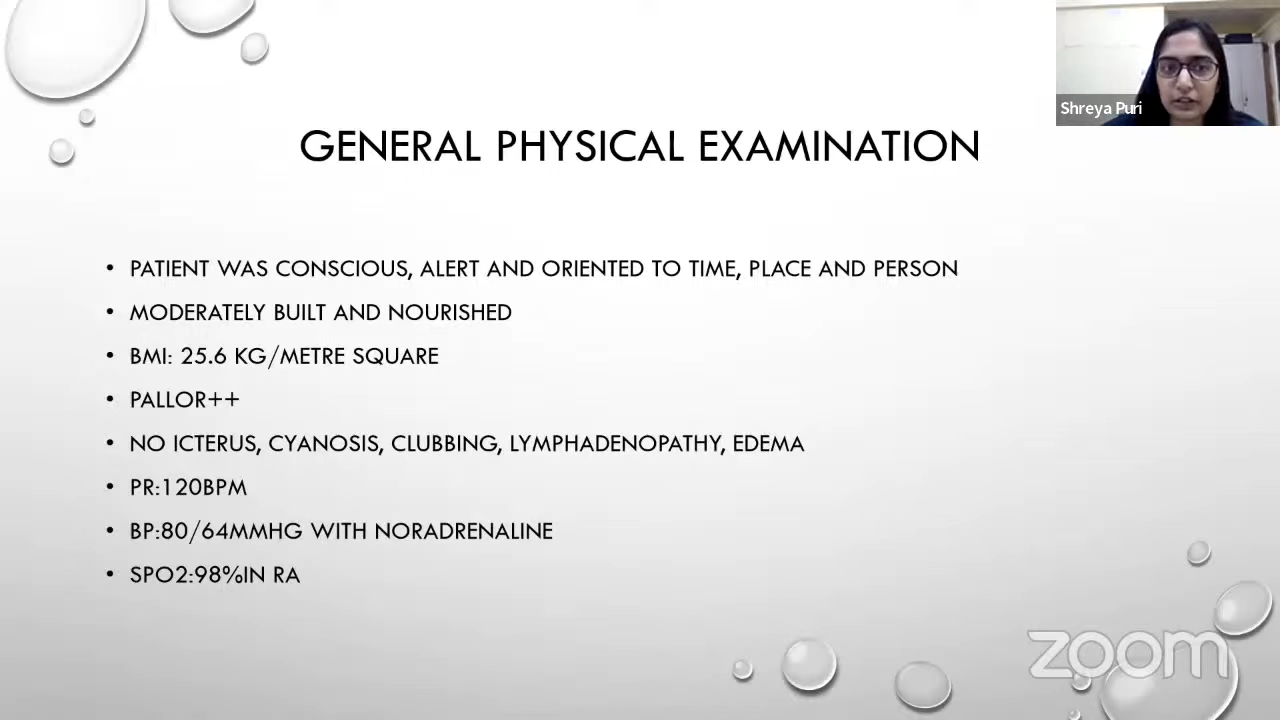 Shreya Puri
GENERAL PHYSICAL EXAMINATION
• PATIENT WAS CONSCIOUS, ALERT AND ORIENTED TO TIME, PLACE AND PERSON
• MODERATELY BUILT AND NOURISHED
• BMI: 25.6 KG/METRE SQUARE
• PALLOR++
• NO ICTERUS, CYANOSIS, CLUBBING, LYMPHADENOPATHY, EDEMA
• PR:120BPM
• BP:80/64MMHG WITH NORADRENALINE
• SPO2:98%IN RA
zoom